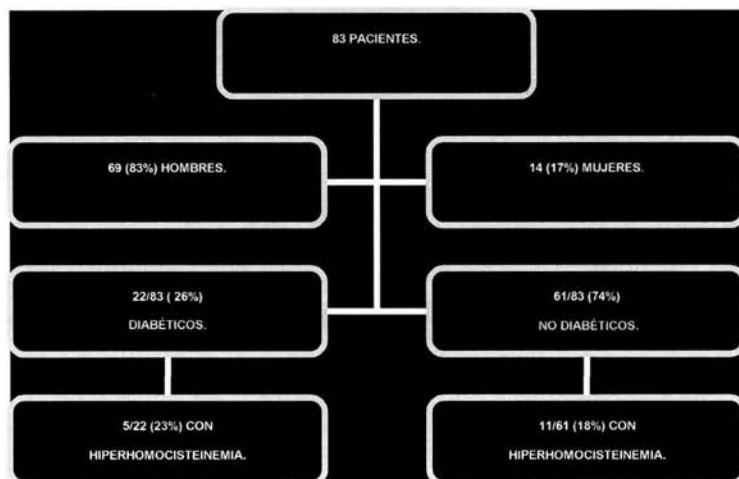 83 PACIENTES.
69 (83%) HOMBRES.
14 (17%) MUJERES.
22/83 ( 26%)
DIABÉTICOS.
61/83 (74%)
NO DIABÉTICOS.
5/22 (23%) CON
HIPERHOMOCISTEINEMIA.
11/61 (18%) CON
HIPERHOMOCISTEINEMIA.